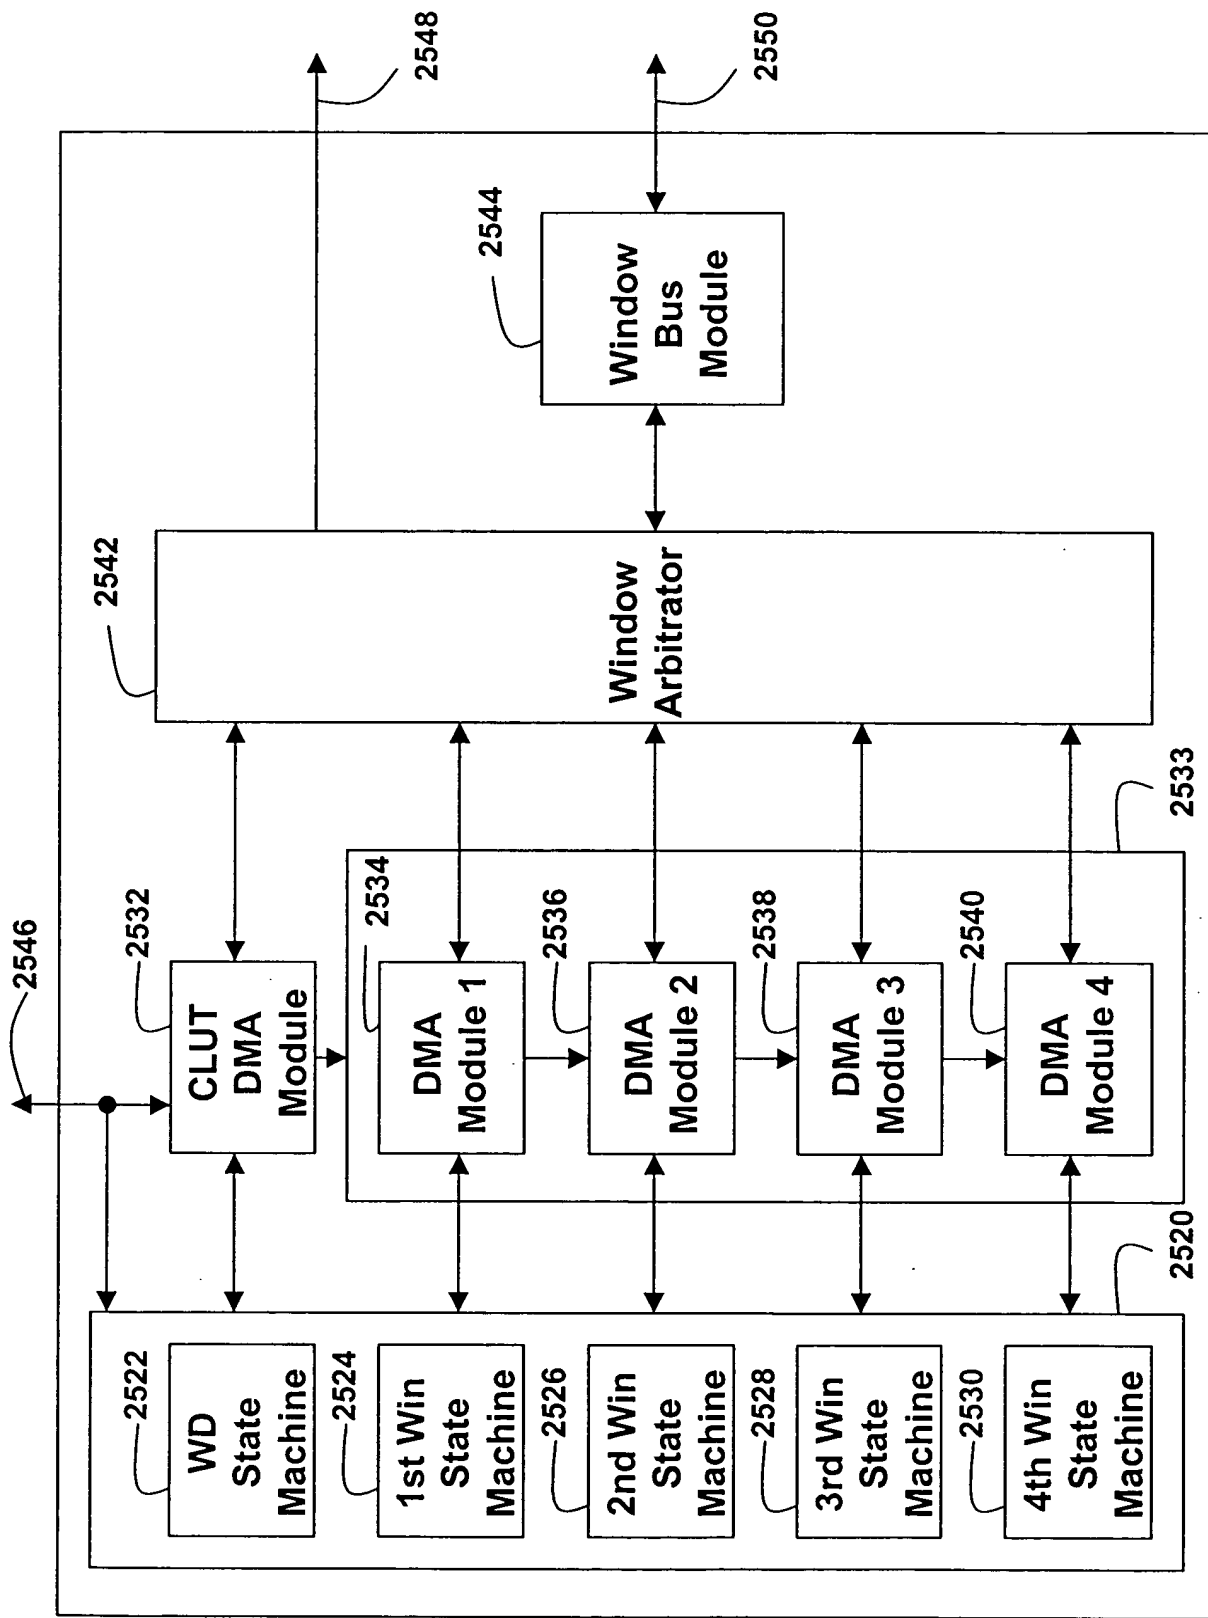 2546
2548
2550
2522
WD
State
Machine
2524
1st Win
State
Machine
2526
2nd Win
State
Machine
2528
3rd Win
State
Machine
2530
4th Win
State
Machine
2520
2532
CLUT
DMA
Module
2534
DMA
Module 1
2536
DMA
Module 2
2538
DMA
Module 3
2540
DMA
Module 4
2533
2542
Window
Arbitrator
2544
Window
Bus
Module